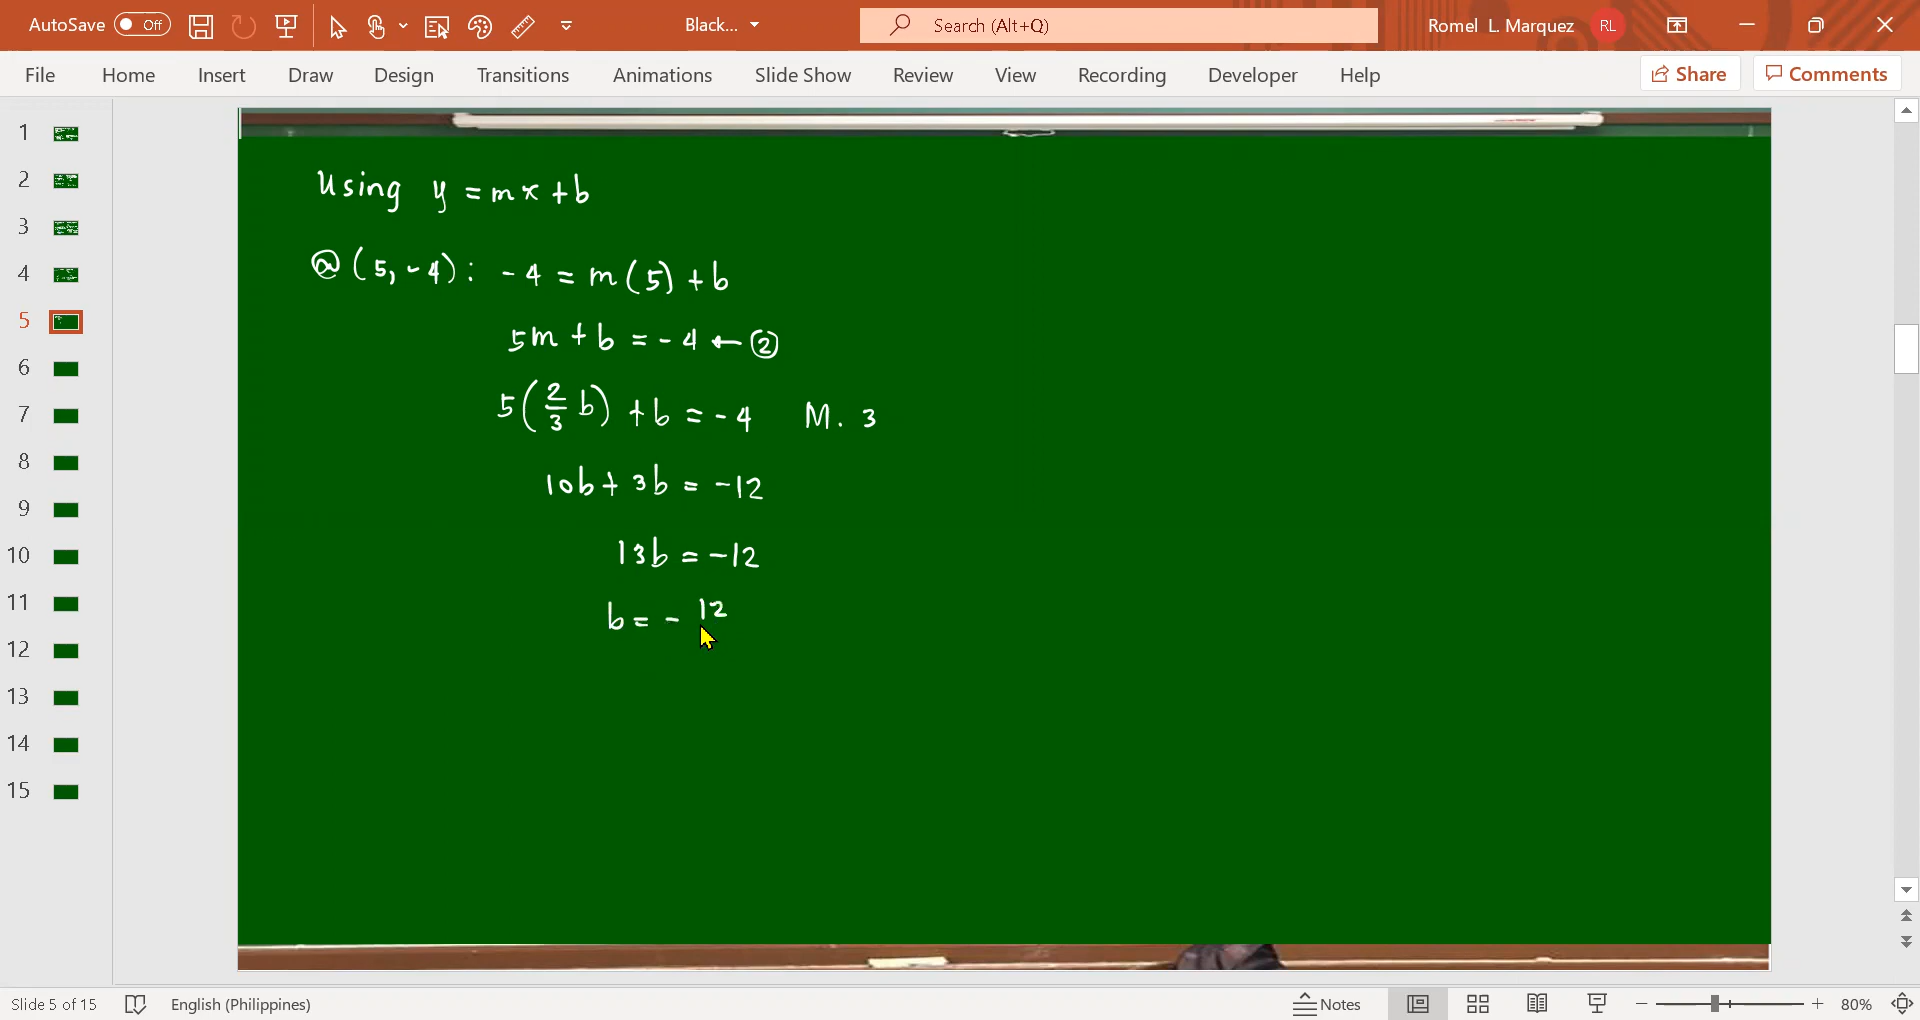 AutoSave Off Black... Search (Alt+Q) Romel L. Marquez RL
File Home Insert Draw Design Transitions Animations Slide Show Review View Recording Developer Help Share Comments
1
2
3
4
5
6
7
8
9
10
11
12
13
14
15
Using y = mx + b
@ (5, -4): -4 = m(5) + b
5m + b = -4 ← ②
5(2/3 b) + b = -4 M. 3
10b + 3b = -12
13b = -12
b = - 12
Slide 5 of 15 English (Philippines) Notes 80%